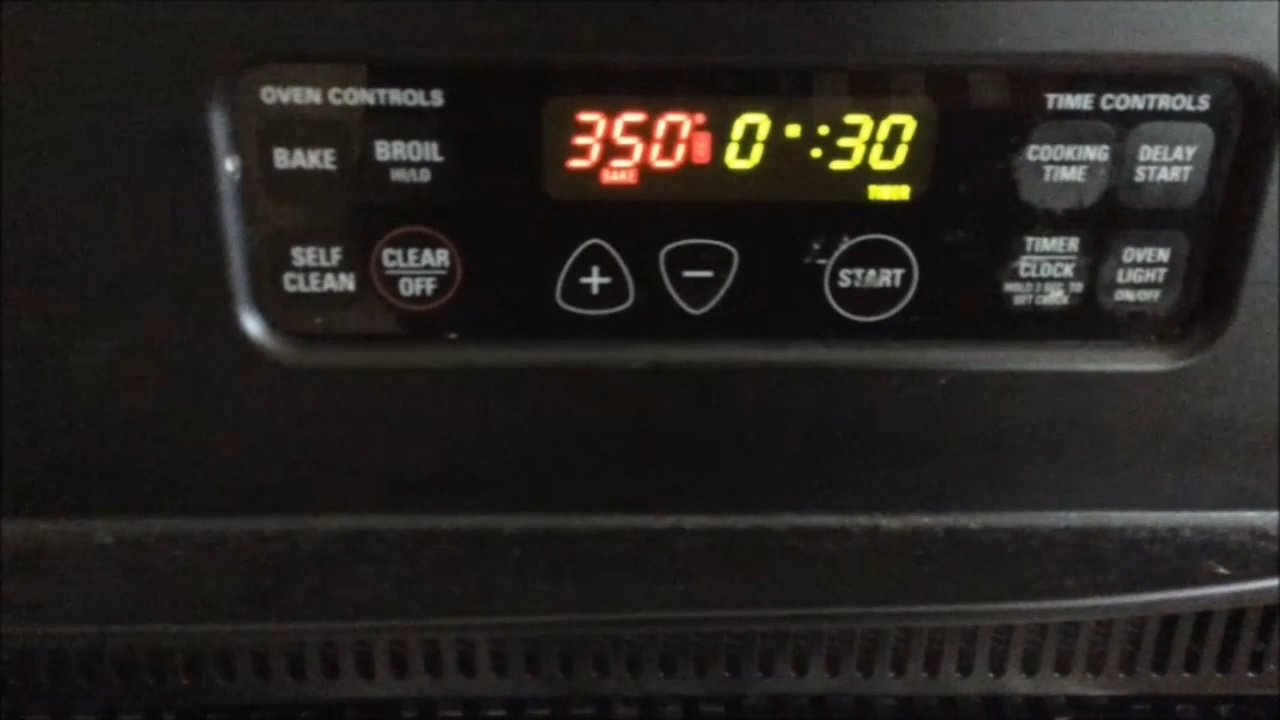 OVEN CONTROLS
TIME CONTROLS
350° 0:30
BAKE
TIMER
BAKE
BROIL
HI/LO
COOKING
TIME
DELAY
START
SELF
CLEAN
CLEAR
OFF
+
−
START
TIMER
CLOCK
HOLD 3 SEC TO
SET CLOCK
OVEN
LIGHT
ON/OFF